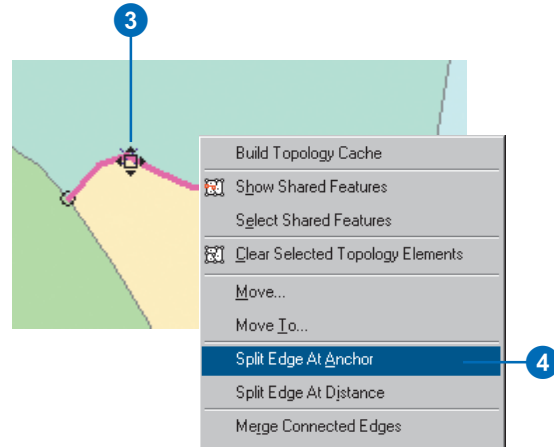 3
Build Topology Cache
Show Shared Features
Select Shared Features
Clear Selected Topology Elements
Move...
Move To...
Split Edge At Anchor
4
Split Edge At Distance
Merge Connected Edges